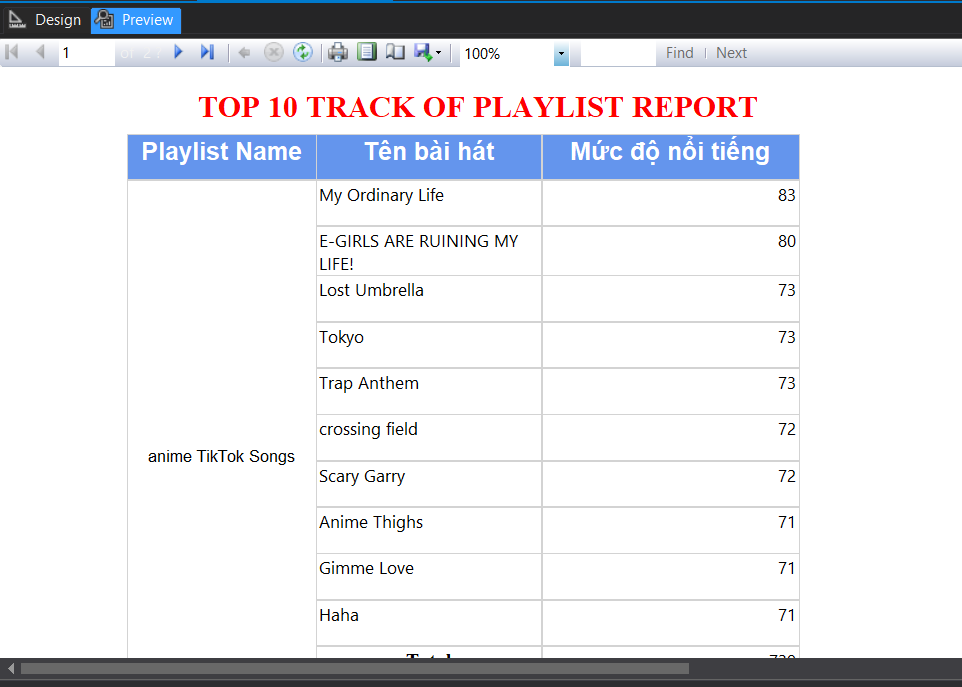 Design Preview
1 of 2 ? 100% Find Next
TOP 10 TRACK OF PLAYLIST REPORT
Playlist Name Tên bài hát Mức độ nổi tiếng
My Ordinary Life 83
E-GIRLS ARE RUINING MY
LIFE! 80
Lost Umbrella 73
Tokyo 73
Trap Anthem 73
crossing field 72
anime TikTok Songs
Scary Garry 72
Anime Thighs 71
Gimme Love 71
Haha 71
Total 739